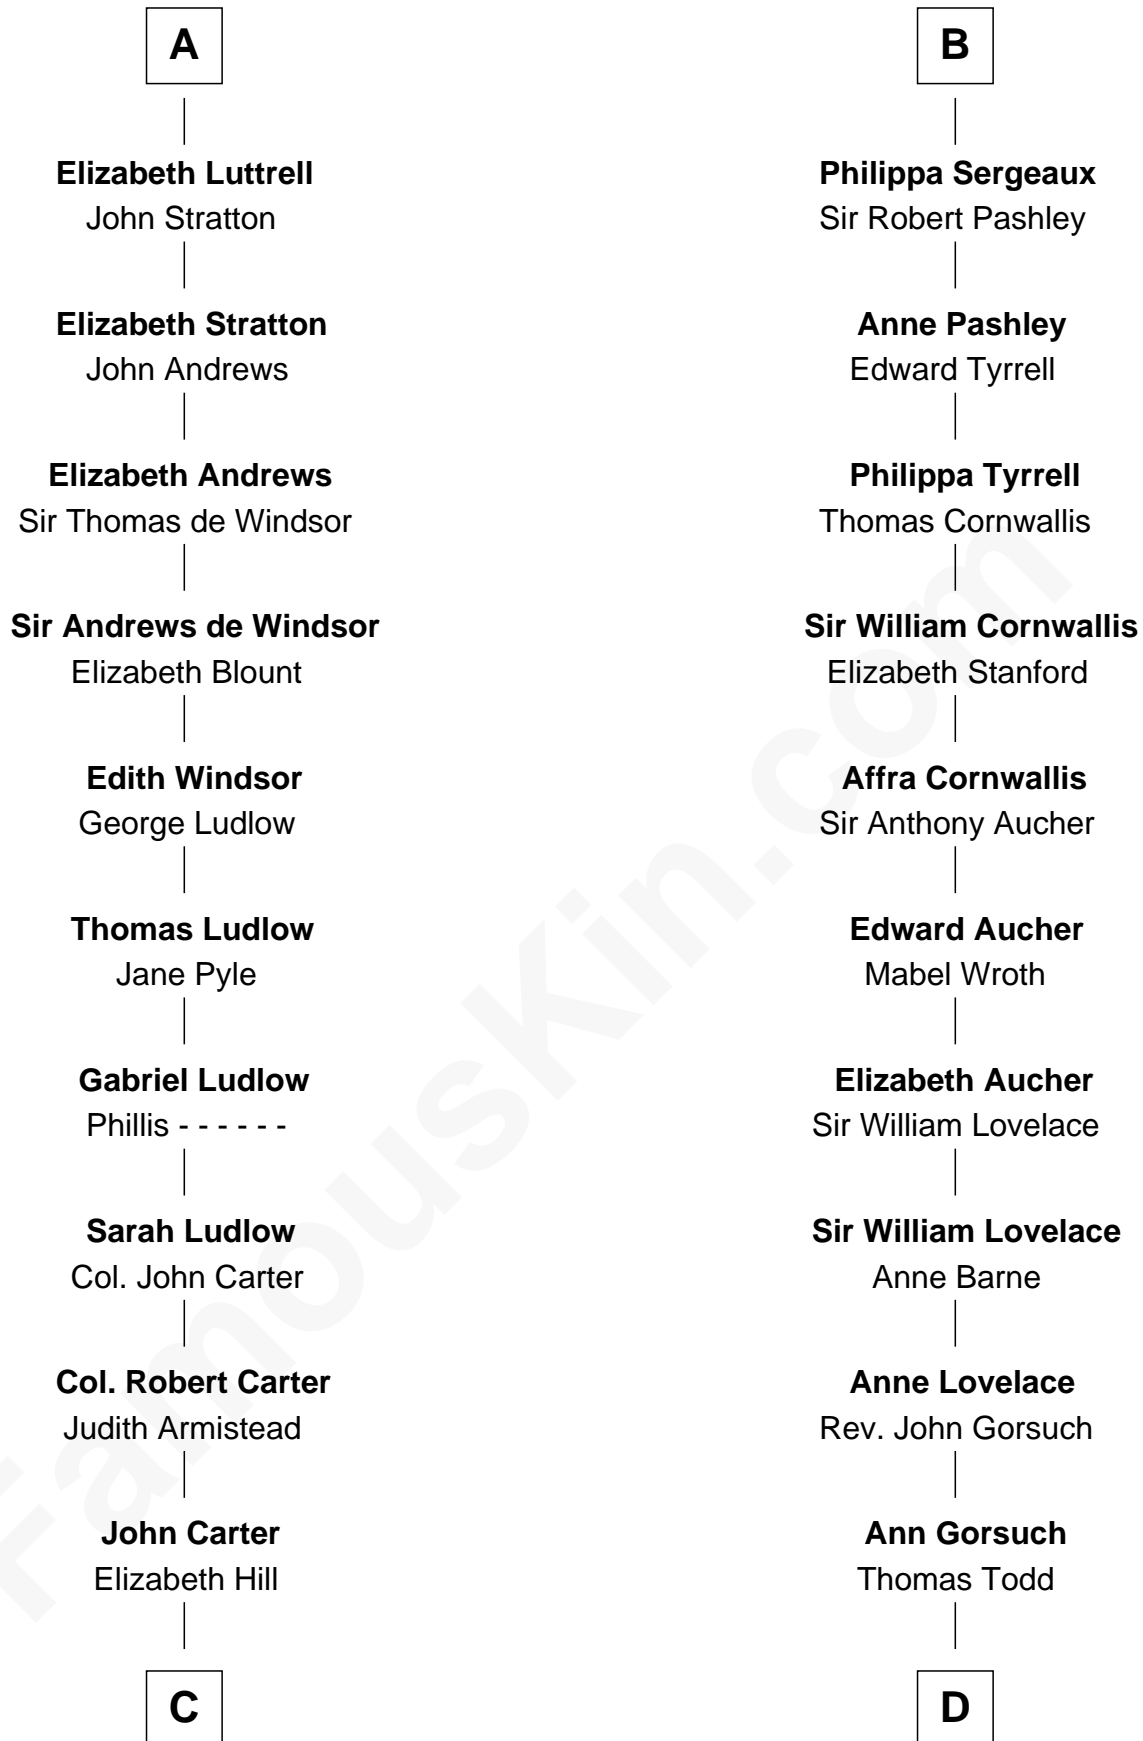 A
Elizabeth Luttrell
John Stratton
Elizabeth Stratton
John Andrews
Elizabeth Andrews
Sir Thomas de Windsor
Sir Andrews de Windsor
Elizabeth Blount
Edith Windsor
George Ludlow
Thomas Ludlow
Jane Pyle
Gabriel Ludlow
Phillis - - - - - -
Sarah Ludlow
Col. John Carter
Col. Robert Carter
Judith Armistead
John Carter
Elizabeth Hill
C
B
Philippa Sergeaux
Sir Robert Pashley
Anne Pashley
Edward Tyrrell
Philippa Tyrrell
Thomas Cornwallis
Sir William Cornwallis
Elizabeth Stanford
Affra Cornwallis
Sir Anthony Aucher
Edward Aucher
Mabel Wroth
Elizabeth Aucher
Sir William Lovelace
Sir William Lovelace
Anne Barne
Anne Lovelace
Rev. John Gorsuch
Ann Gorsuch
Thomas Todd
D
FamousKin.com